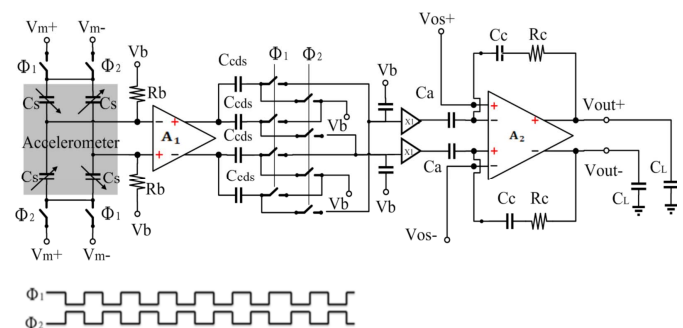 Vm+ Vm-
Φ1 Φ2
Cs Cs
Accelerometer
Cs Cs
Φ2 Φ1
Vm+ Vm-
Vb
Rb
- +
A1
+ -
Rb
Vb
Ccds Φ1 Φ2
Ccds
Vb
Ccds
Ccds
Vb
Vb
Vb
X1
X1
Ca
Ca
Vos+
Vos-
Cc Rc
+
-
+
-
A2
+
-
Cc Rc
Vout+
Vout-
CL
CL
Φ1
Φ2